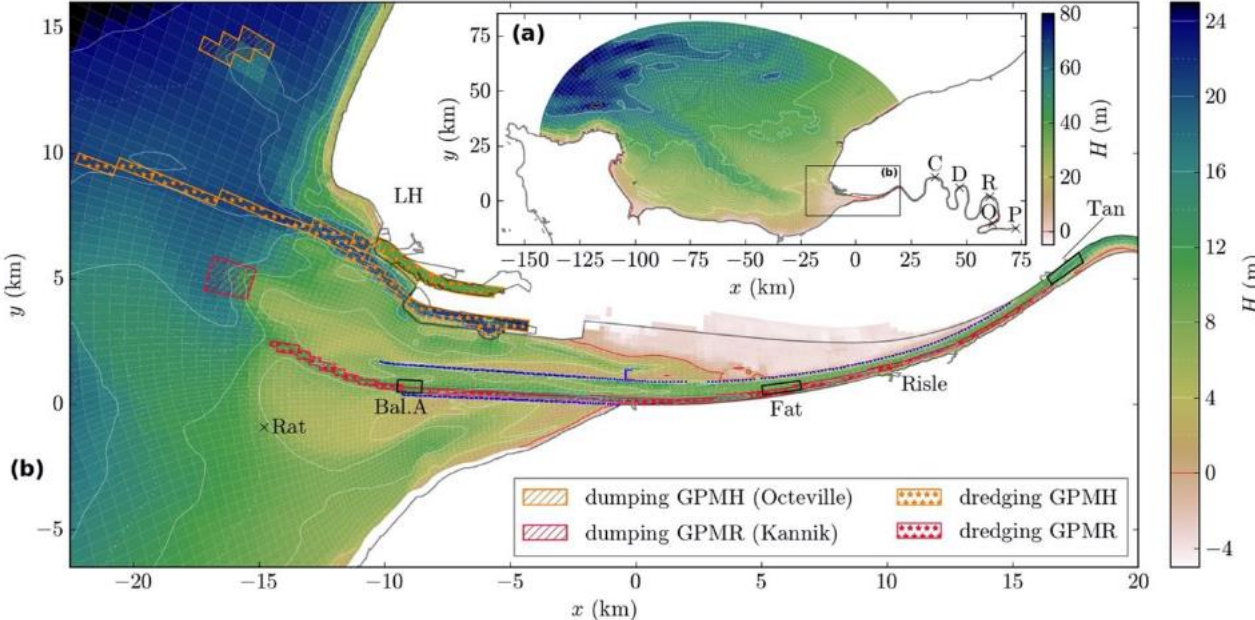 (a)
75
50
25
0
y (km)
−150
−125
−100
−75
−50
−25
0
25
50
75
x (km)
(b)
C
D
R
O
P
80
60
40
20
0
H (m)
15
10
5
0
−5
y (km)
−20
−15
−10
−5
0
5
10
15
20
x (km)
LH
Tan
Bal.A
Rat
Fat
Risle
(b)
dumping GPMH (Octeville)
dredging GPMH
dumping GPMR (Kannik)
dredging GPMR
24
20
16
12
8
4
0
−4
H (m)